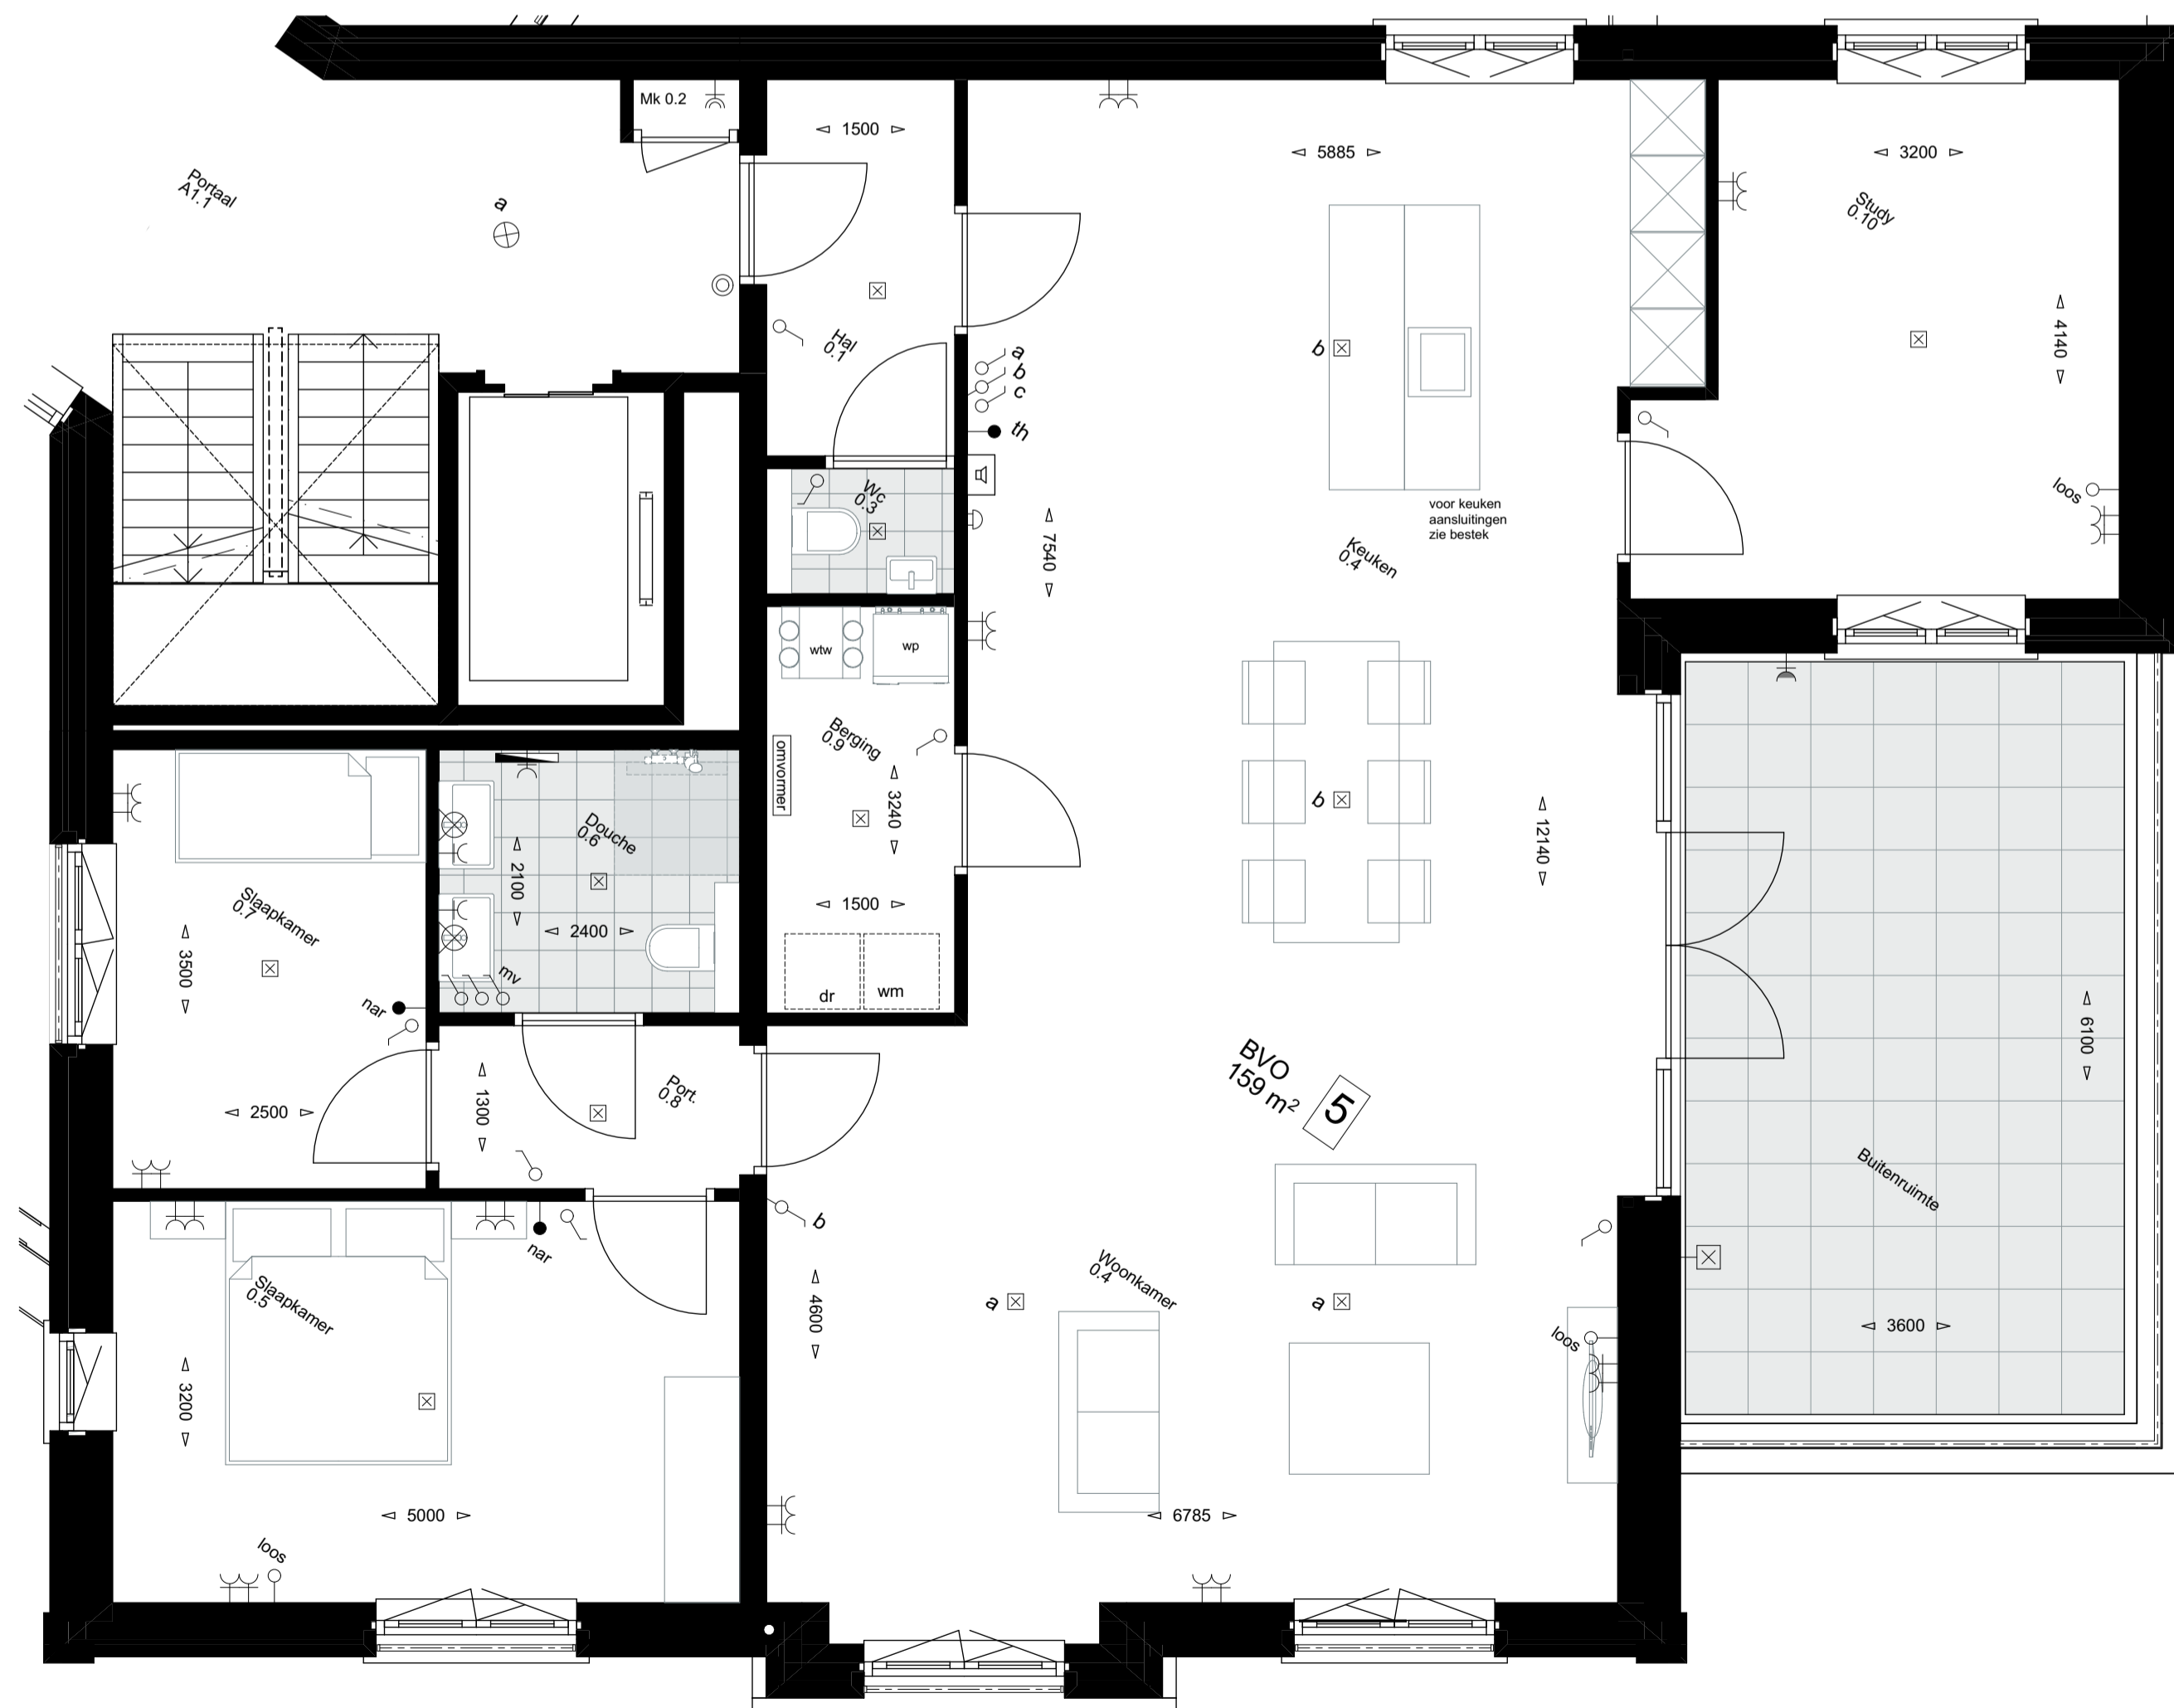 Mk 0.2
1500
5885
3200
Portaal
A1.1
a
Study
0.10
4140
Hal
0.1
a
b
c
th
b
Wc
0.3
voor keuken
aansluitingen
zie bestek
loos
7540
Keuken
0.4
wtw
wp
Berging
0.9
omvormer
3240
b
12140
Douche
0.6
2100
2400
1500
mv
dr
wm
Slaapkamer
0.7
3500
nar
2500
1300
Port.
0.8
BVO
159 m²
5
6100
Buitenruimte
b
nar
Slaapkamer
0.5
4600
Woonkamer
0.4
a
a
loos
3600
3200
5000
6785
loos